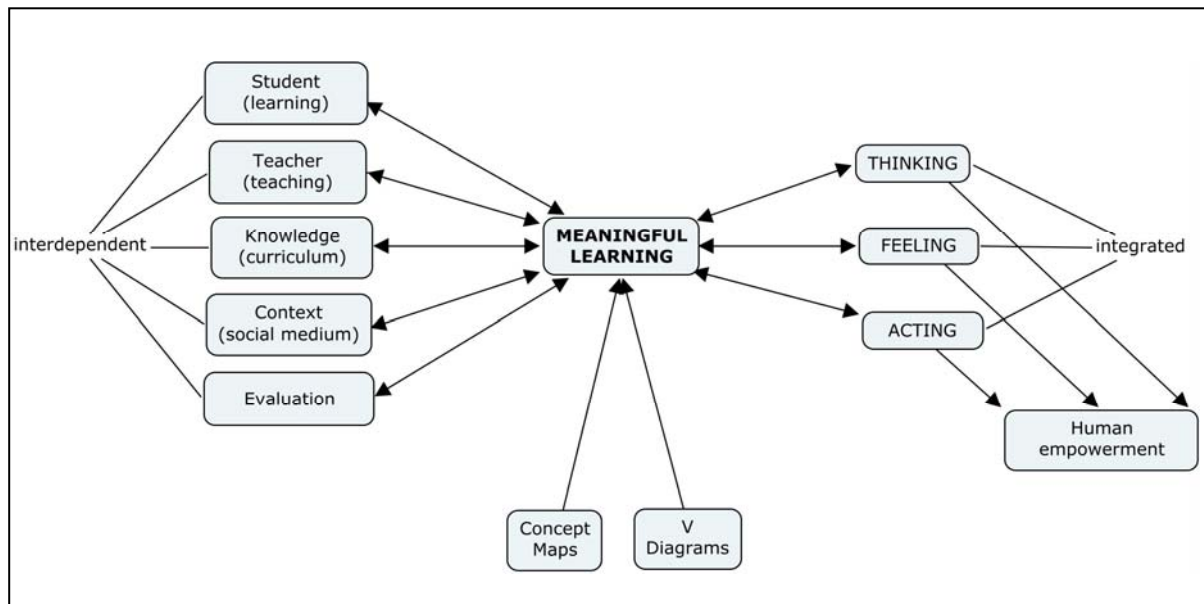 Student
(learning)
Teacher
(teaching)
interdependent
Knowledge
(curriculum)
Context
(social medium)
Evaluation
MEANINGFUL
LEARNING
Concept
Maps
V
Diagrams
THINKING
FEELING
integrated
ACTING
Human
empowerment